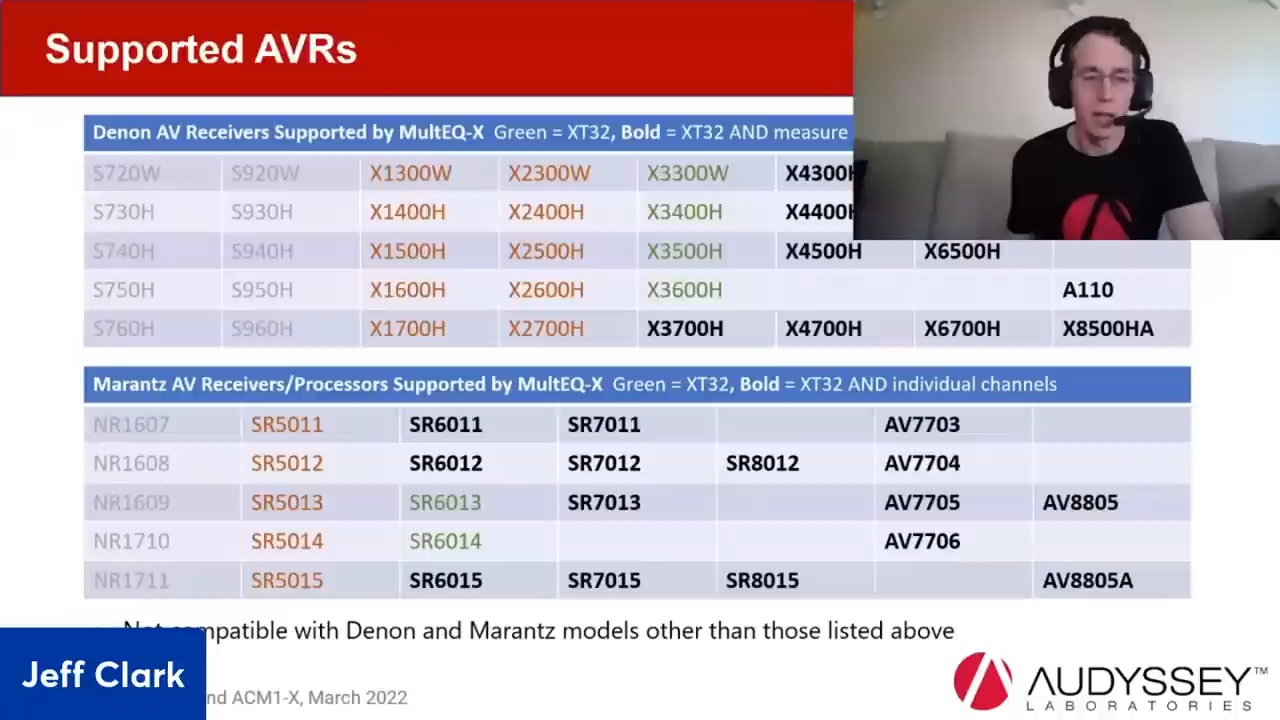 Supported AVRs
Denon AV Receivers Supported by MultEQ-X Green = XT32, Bold = XT32 AND measure
S720W S920W X1300W X2300W X3300W X4300
S730H S930H X1400H X2400H X3400H X4400
S740H S940H X1500H X2500H X3500H X4500H X6500H
S750H S950H X1600H X2600H X3600H A110
S760H S960H X1700H X2700H X3700H X4700H X6700H X8500HA
Marantz AV Receivers/Processors Supported by MultEQ-X Green = XT32, Bold = XT32 AND individual channels
NR1607 SR5011 SR6011 SR7011 AV7703
NR1608 SR5012 SR6012 SR7012 SR8012 AV7704
NR1609 SR5013 SR6013 SR7013 AV7705 AV8805
NR1710 SR5014 SR6014 AV7706
NR1711 SR5015 SR6015 SR7015 SR8015 AV8805A
Not compatible with Denon and Marantz models other than those listed above
Jeff Clark
nd ACM1-X, March 2022
AUDYSSEY™
LABORATORIES